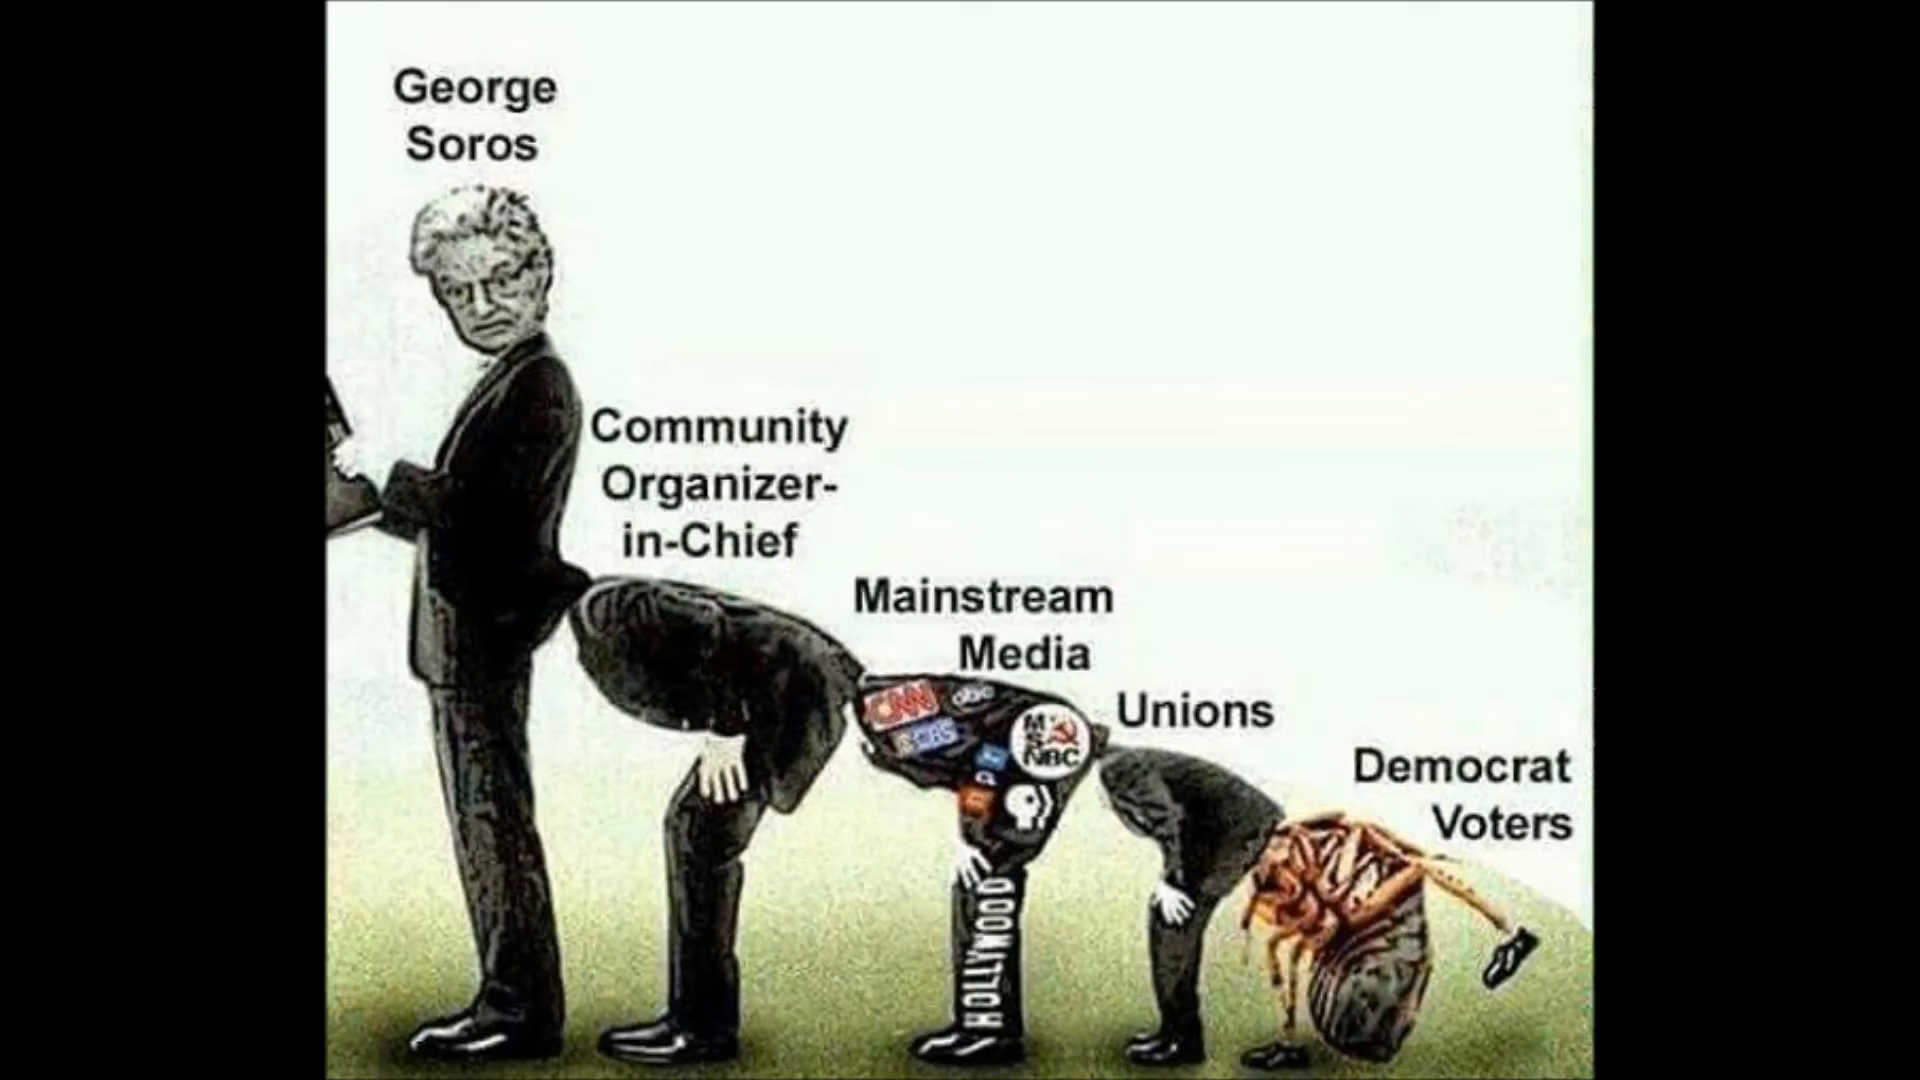 George
Soros
Community
Organizer-
in-Chief
Mainstream
Media
Unions
Democrat
Voters
CNN
abc
CBS
MSNBC
HOLLYWOOD